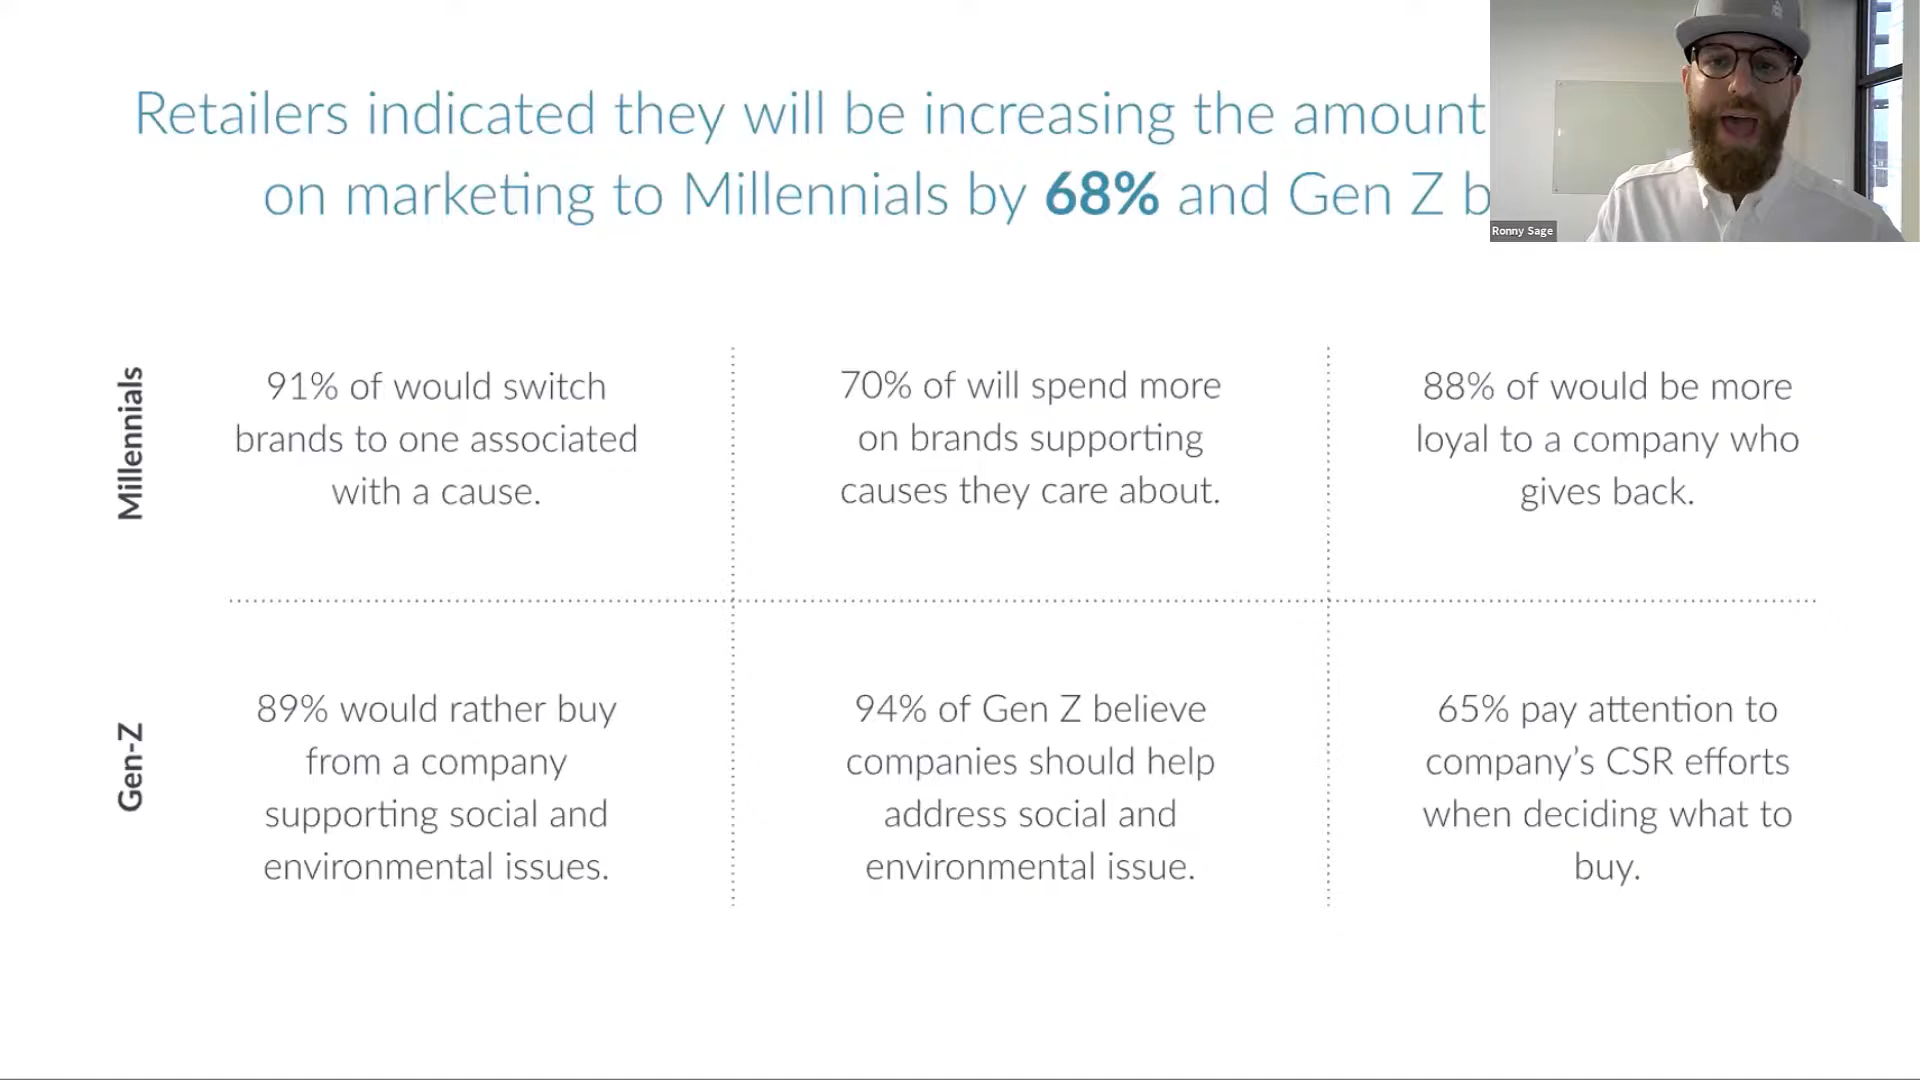 Retailers indicated they will be increasing the amount
on marketing to Millennials by 68% and Gen Z b
Ronny Sage
Millennials
91% of would switch
brands to one associated
with a cause.
70% of will spend more
on brands supporting
causes they care about.
88% of would be more
loyal to a company who
gives back.
Gen-Z
89% would rather buy
from a company
supporting social and
environmental issues.
94% of Gen Z believe
companies should help
address social and
environmental issue.
65% pay attention to
company’s CSR efforts
when deciding what to
buy.